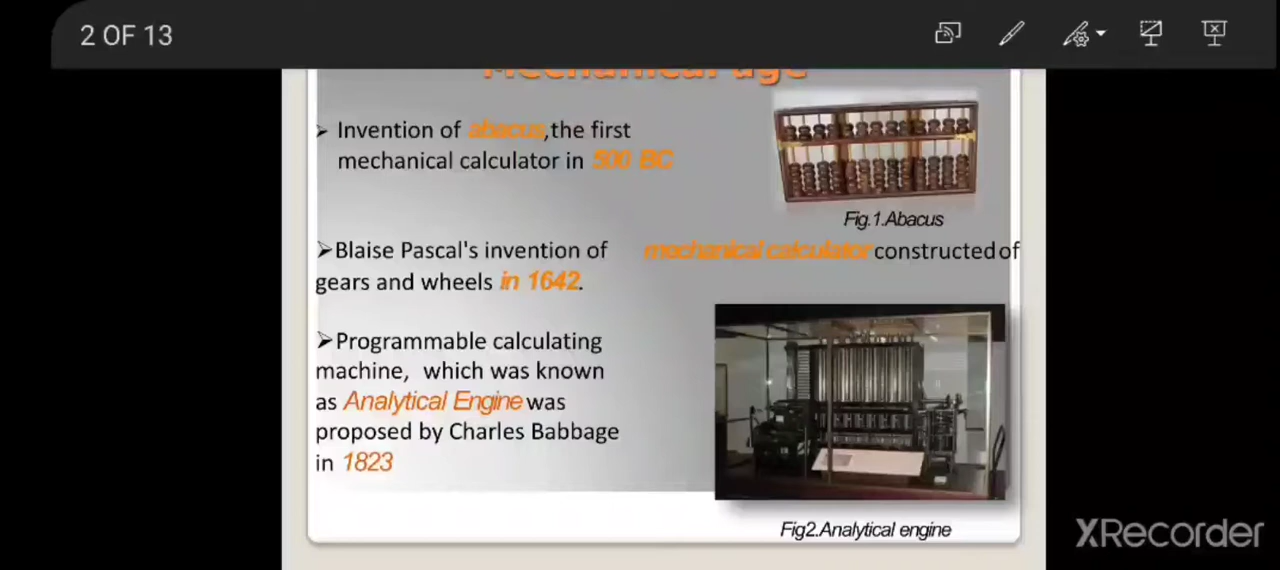 2 OF 13
Mechanical age
➢ Invention of abacus,the first
mechanical calculator in 500 BC
Fig.1.Abacus
➢Blaise Pascal's invention of mechanical calculator constructed of
gears and wheels in 1642.
➢Programmable calculating
machine, which was known
as Analytical Engine was
proposed by Charles Babbage
in 1823
Fig2.Analytical engine
XRecorder